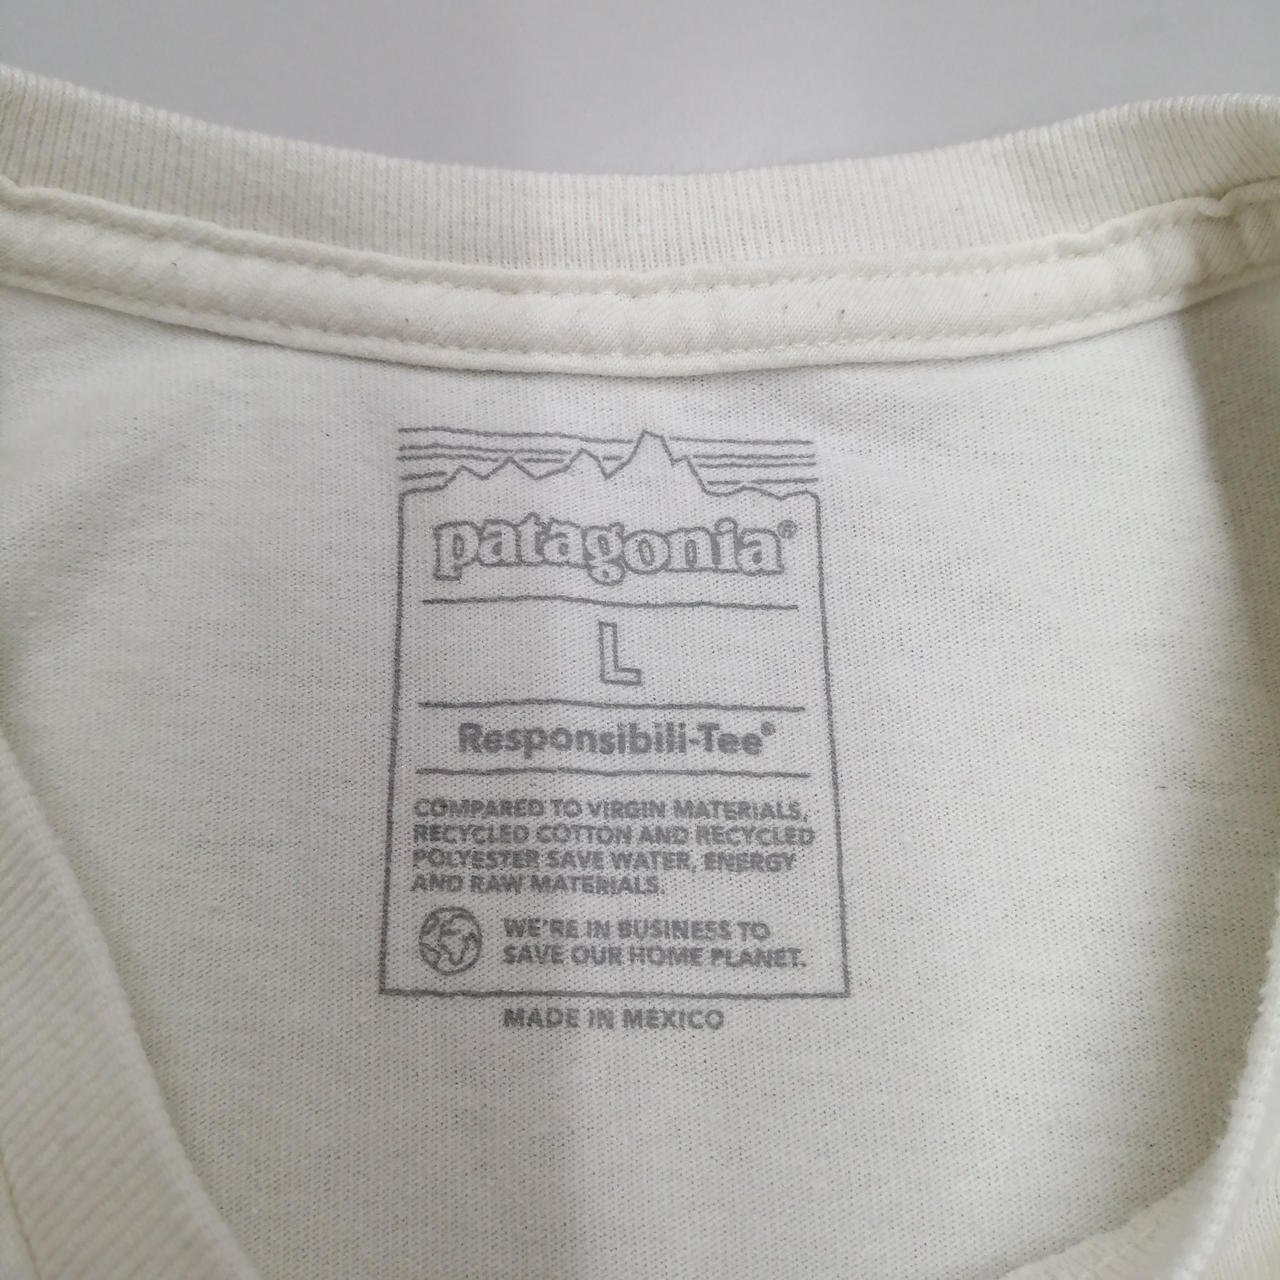 patagonia®
L
Responsibili-Tee®
COMPARED TO VIRGIN MATERIALS,
RECYCLED COTTON AND RECYCLED
POLYESTER SAVE WATER, ENERGY
AND RAW MATERIALS.
WE'RE IN BUSINESS TO
SAVE OUR HOME PLANET.
MADE IN MEXICO